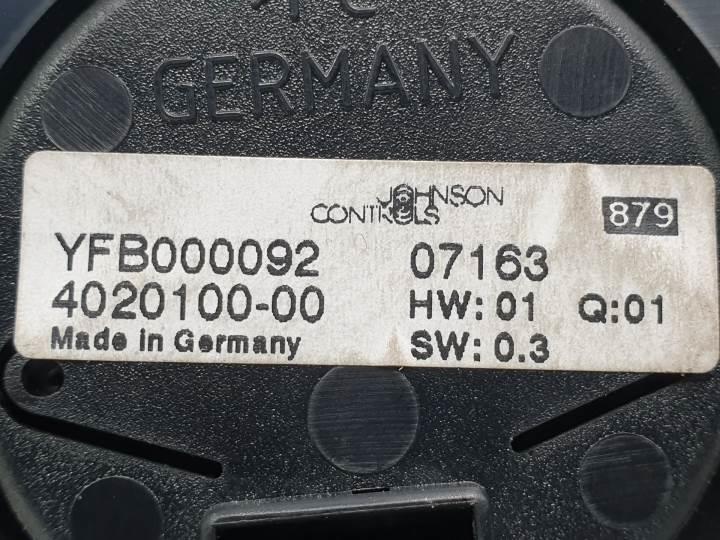 GERMANY
JOHNSON
CONTROLS
879
YFB000092 07163
4020100-00 HW: 01 Q:01
Made in Germany SW: 0.3